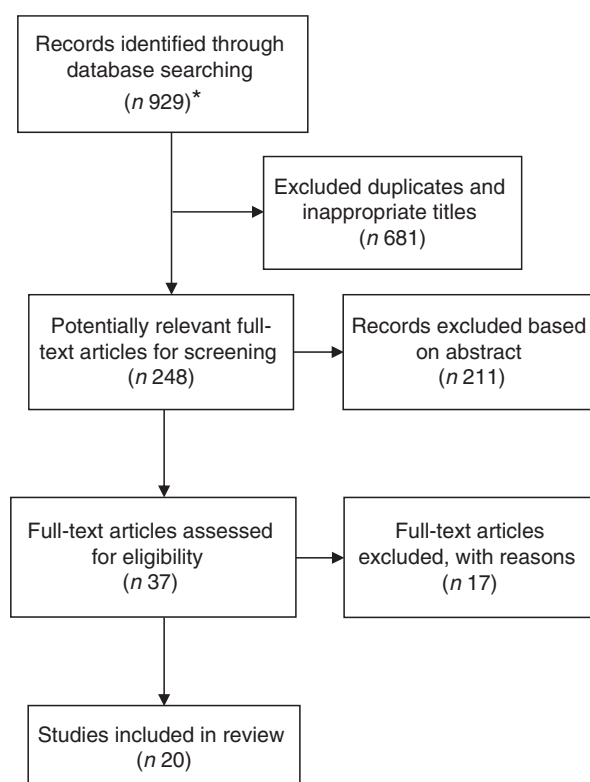 Records identified through
database searching
(n 929)*
Excluded duplicates and
inappropriate titles
(n 681)
Potentially relevant full-
text articles for screening
(n 248)
Records excluded based
on abstract
(n 211)
Full-text articles assessed
for eligibility
(n 37)
Full-text articles
excluded, with reasons
(n 17)
Studies included in review
(n 20)